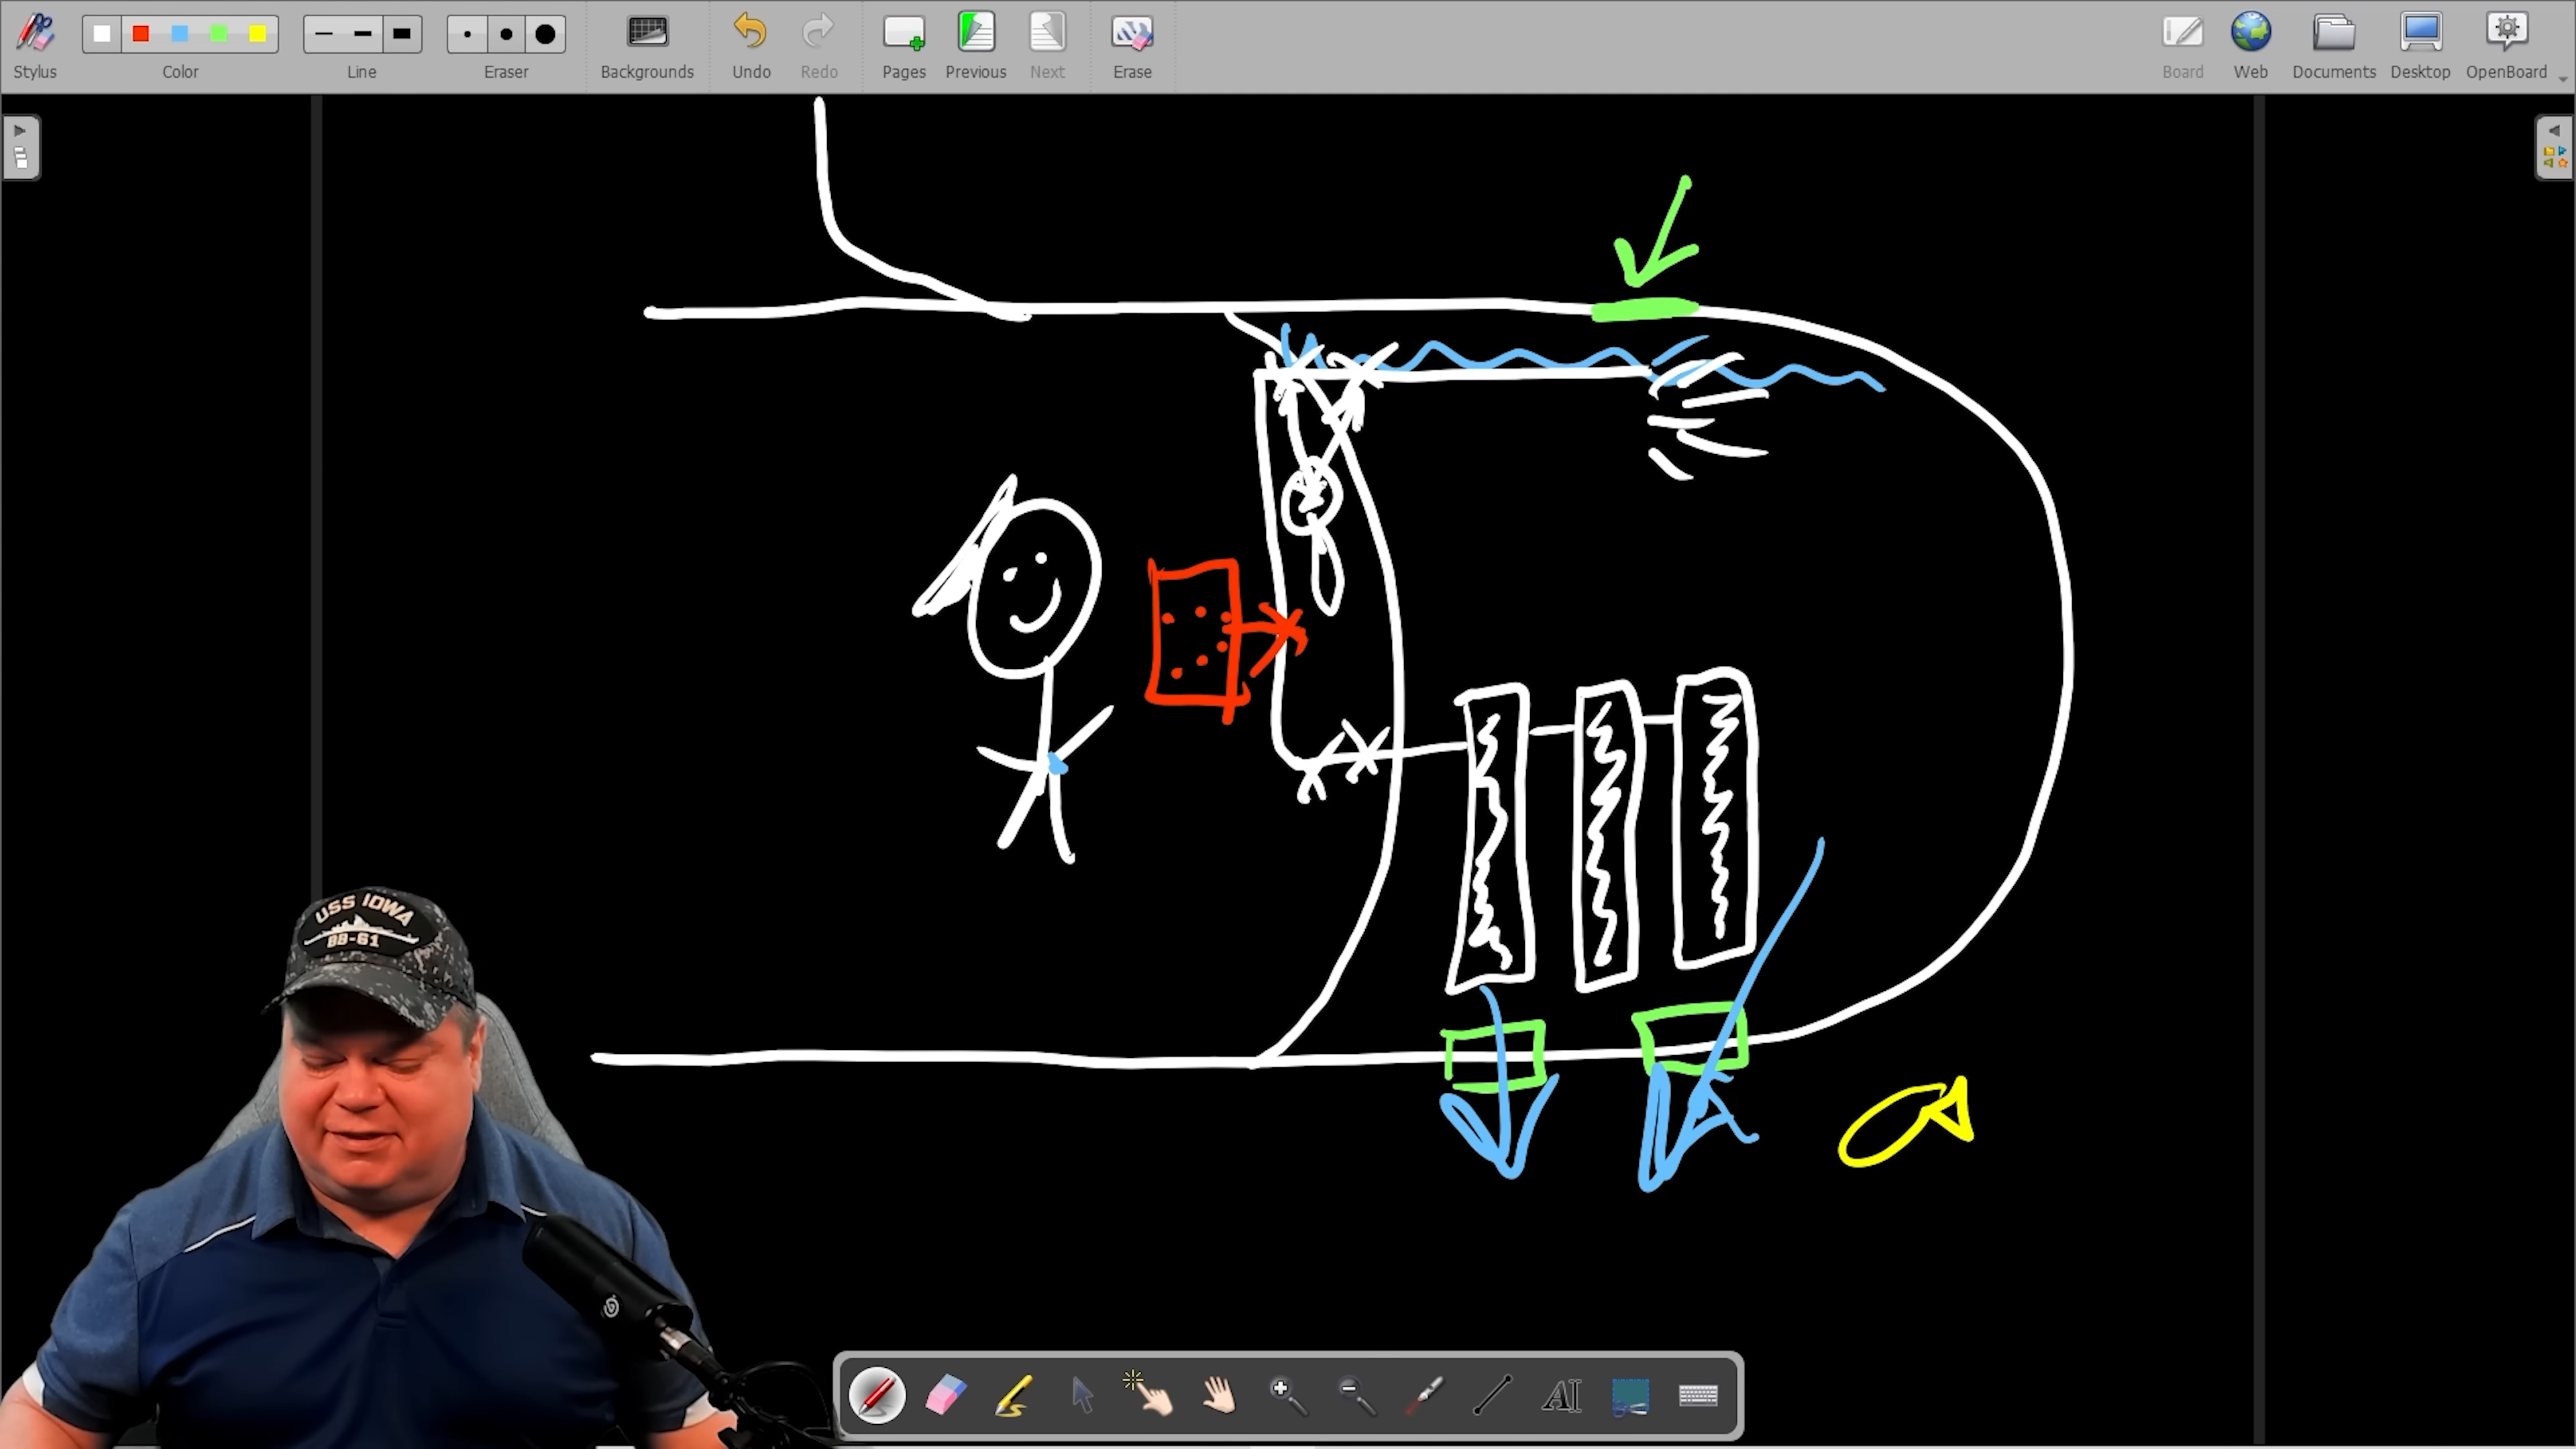 Stylus
Color
Line
Eraser
Backgrounds
Undo
Redo
Pages
Previous
Next
Erase
Board
Web
Documents
Desktop
OpenBoard
USS IOWA
BB-61
AI